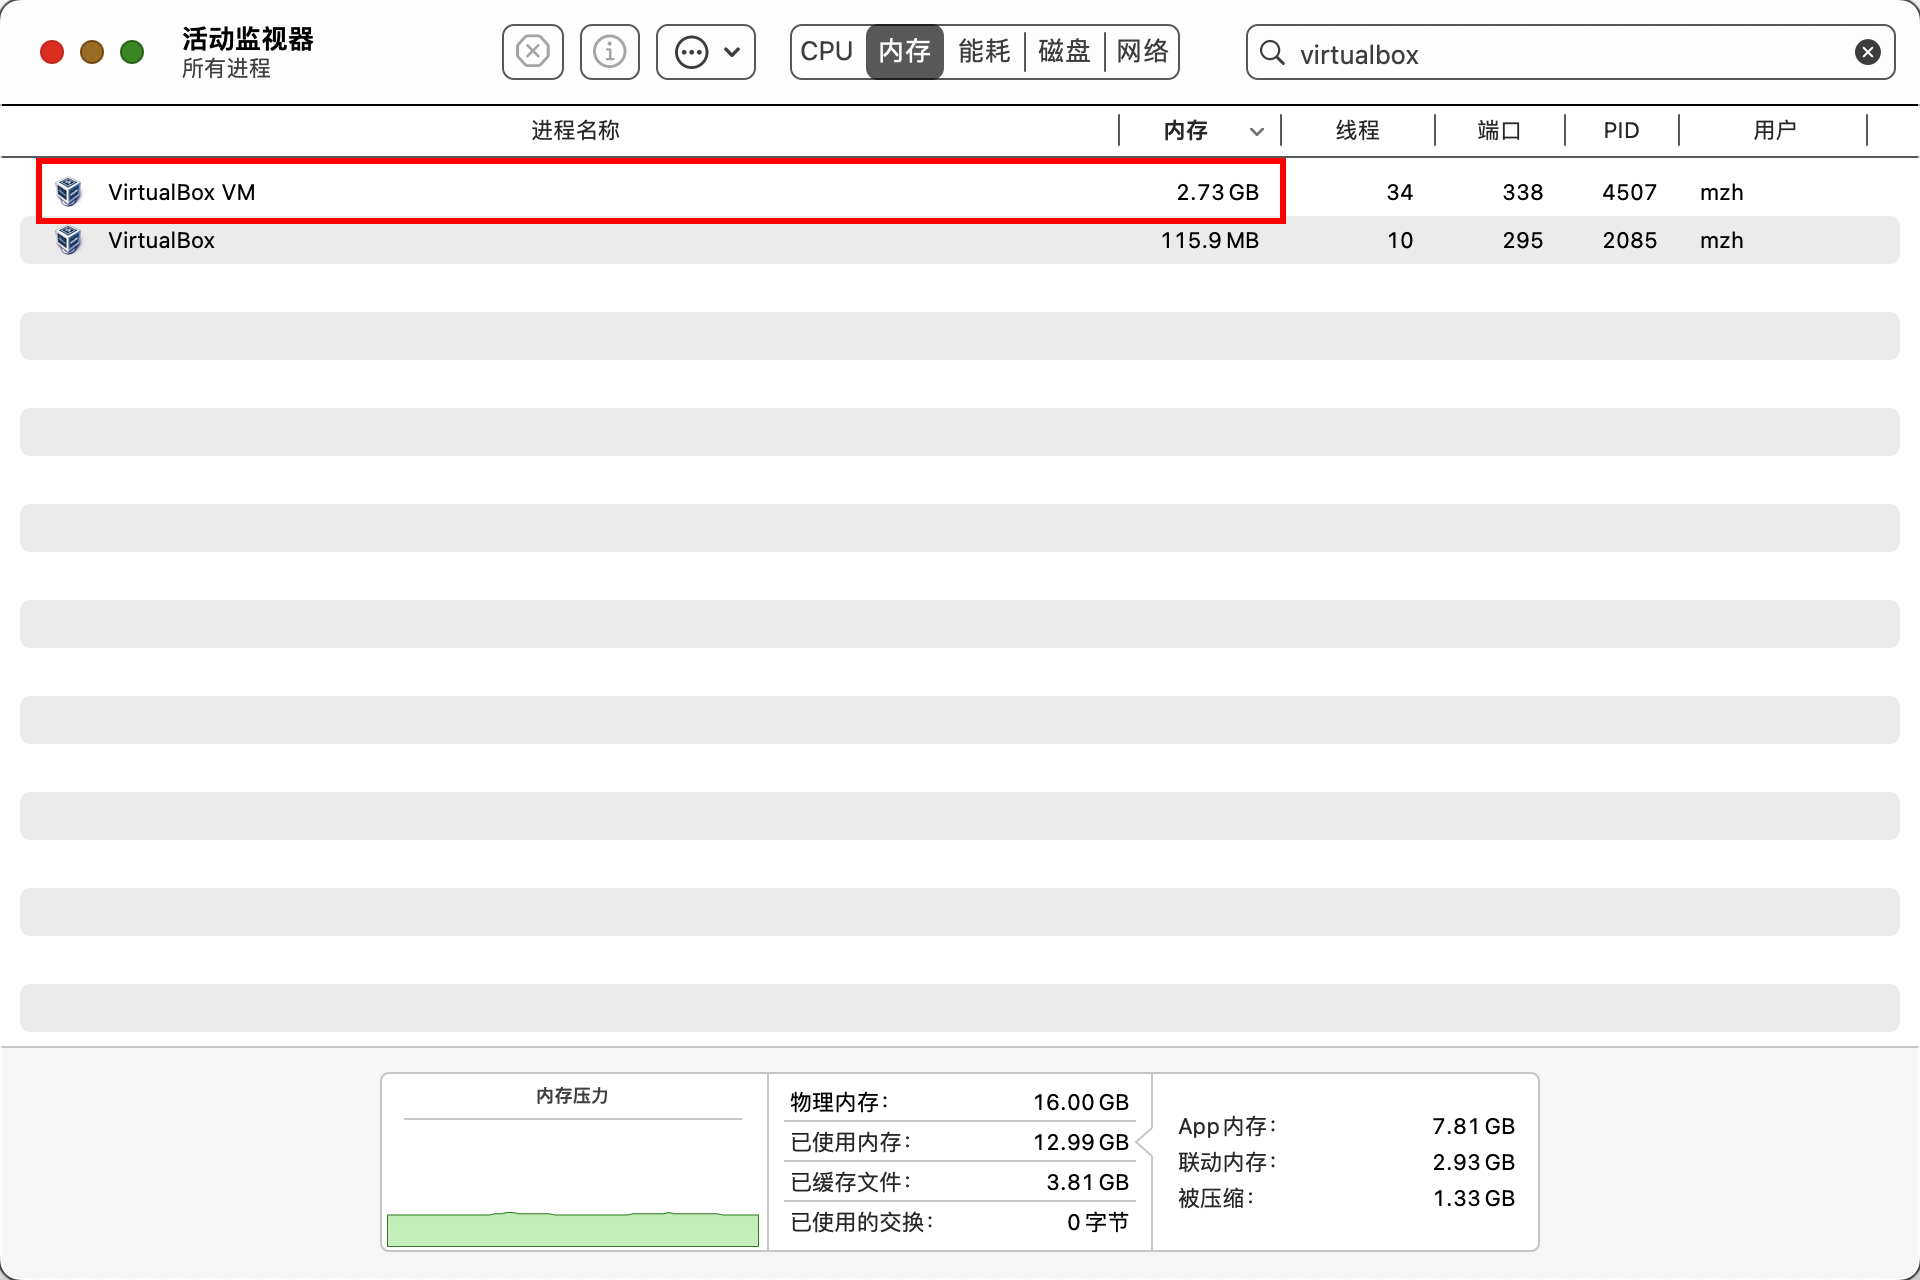 活动监视器
所有进程
CPU 内存 能耗 磁盘 网络
virtualbox
进程名称 内存 线程 端口 PID 用户
VirtualBox VM 2.73 GB 34 338 4507 mzh
VirtualBox 115.9 MB 10 295 2085 mzh
内存压力
物理内存： 16.00 GB
已使用内存： 12.99 GB
已缓存文件： 3.81 GB
已使用的交换： 0 字节
App内存： 7.81 GB
联动内存： 2.93 GB
被压缩： 1.33 GB